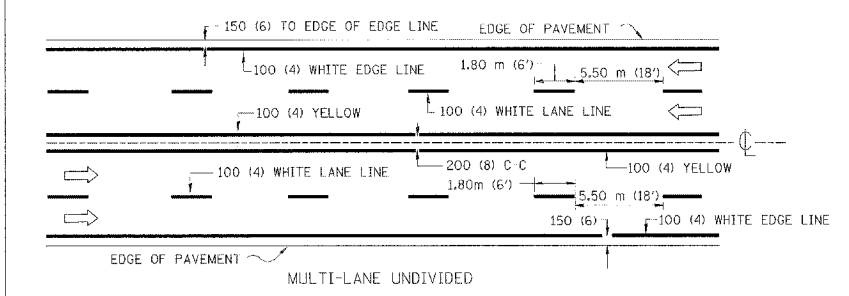 150 (6) TO EDGE OF EDGE LINE
EDGE OF PAVEMENT
100 (4) WHITE EDGE LINE
1.80 m (6')
5.50 m (18')
100 (4) YELLOW
100 (4) WHITE LANE LINE
℄
100 (4) WHITE LANE LINE
200 (8) C-C
100 (4) YELLOW
1.80m (6')
5.50 m (18')
150 (6)
100 (4) WHITE EDGE LINE
EDGE OF PAVEMENT
MULTI-LANE UNDIVIDED